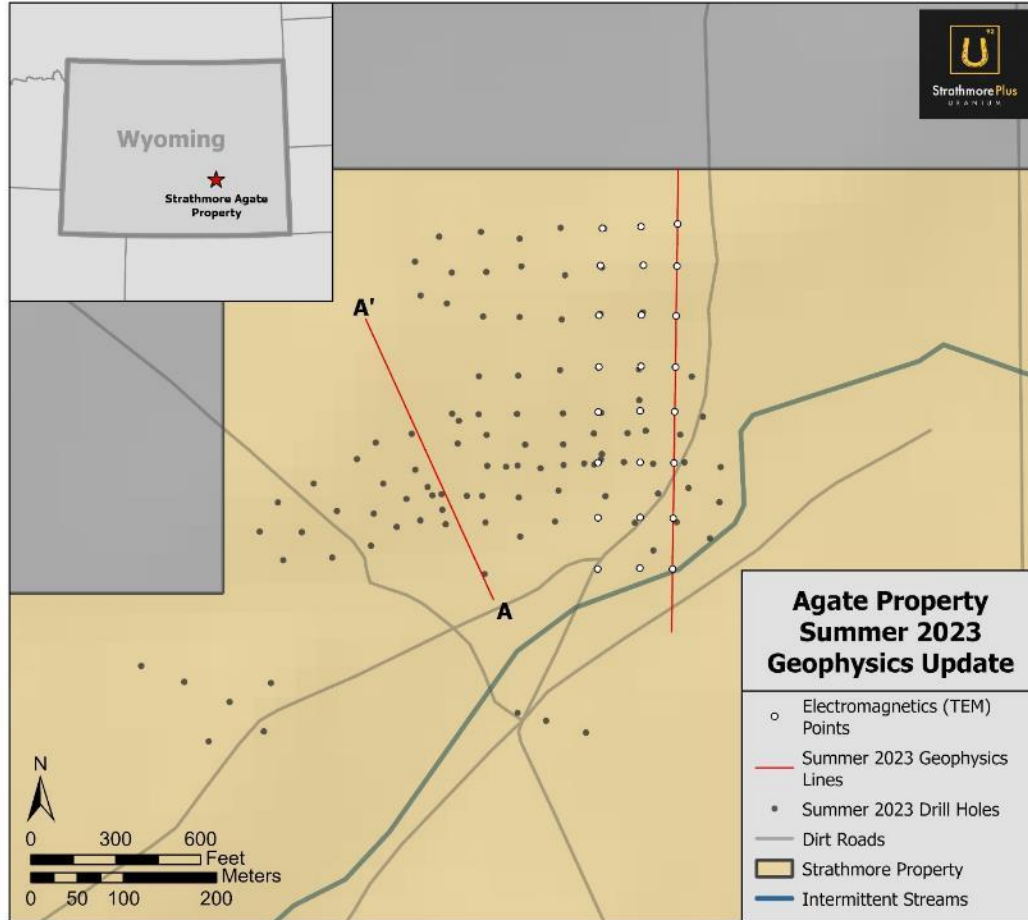 Wyoming
Strathmore Agate
Property
92
U
StrathmorePlus
URANIUM
A'
A
N
0 300 600
Feet
Meters
0 50 100 200
Agate Property
Summer 2023
Geophysics Update
Electromagnetics (TEM)
Points
Summer 2023 Geophysics
Lines
Summer 2023 Drill Holes
Dirt Roads
Strathmore Property
Intermittent Streams